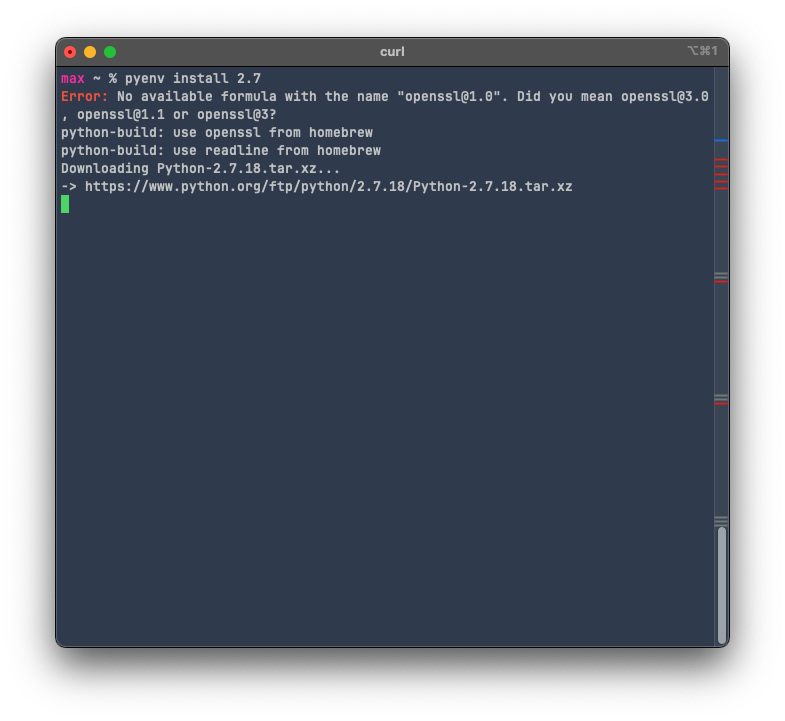 curl
⌥⌘1
max ~ % pyenv install 2.7
Error: No available formula with the name "openssl@1.0". Did you mean openssl@3.0
, openssl@1.1 or openssl@3?
python-build: use openssl from homebrew
python-build: use readline from homebrew
Downloading Python-2.7.18.tar.xz...
-> https://www.python.org/ftp/python/2.7.18/Python-2.7.18.tar.xz